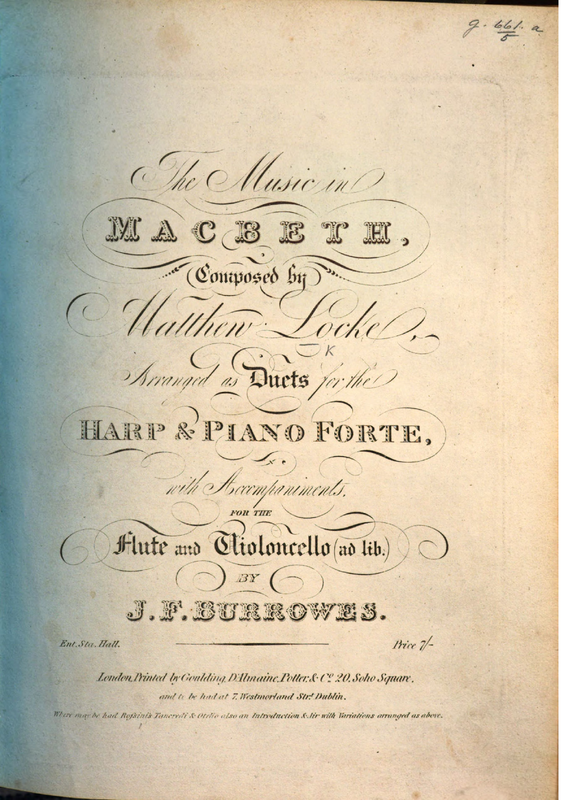 g. 661. a
5
The Music in
MACBETH,
Composed by
Matthew Locke,
K
Arranged as Duets for the
HARP & PIANO FORTE,
with Accompaniments,
FOR THE
Flute and Violoncello (ad lib:)
BY
J. F. BURROWES.
Ent. Sta. Hall. Price 7/-
London, Printed by Goulding, D'Almaine, Potter, & Co. 20, Soho Square,
and to be had at 7, Westmorland Str. Dublin.
Where may be had Rossini's Tancredi & Otello also an Introduction & Air with Variations arranged as above.